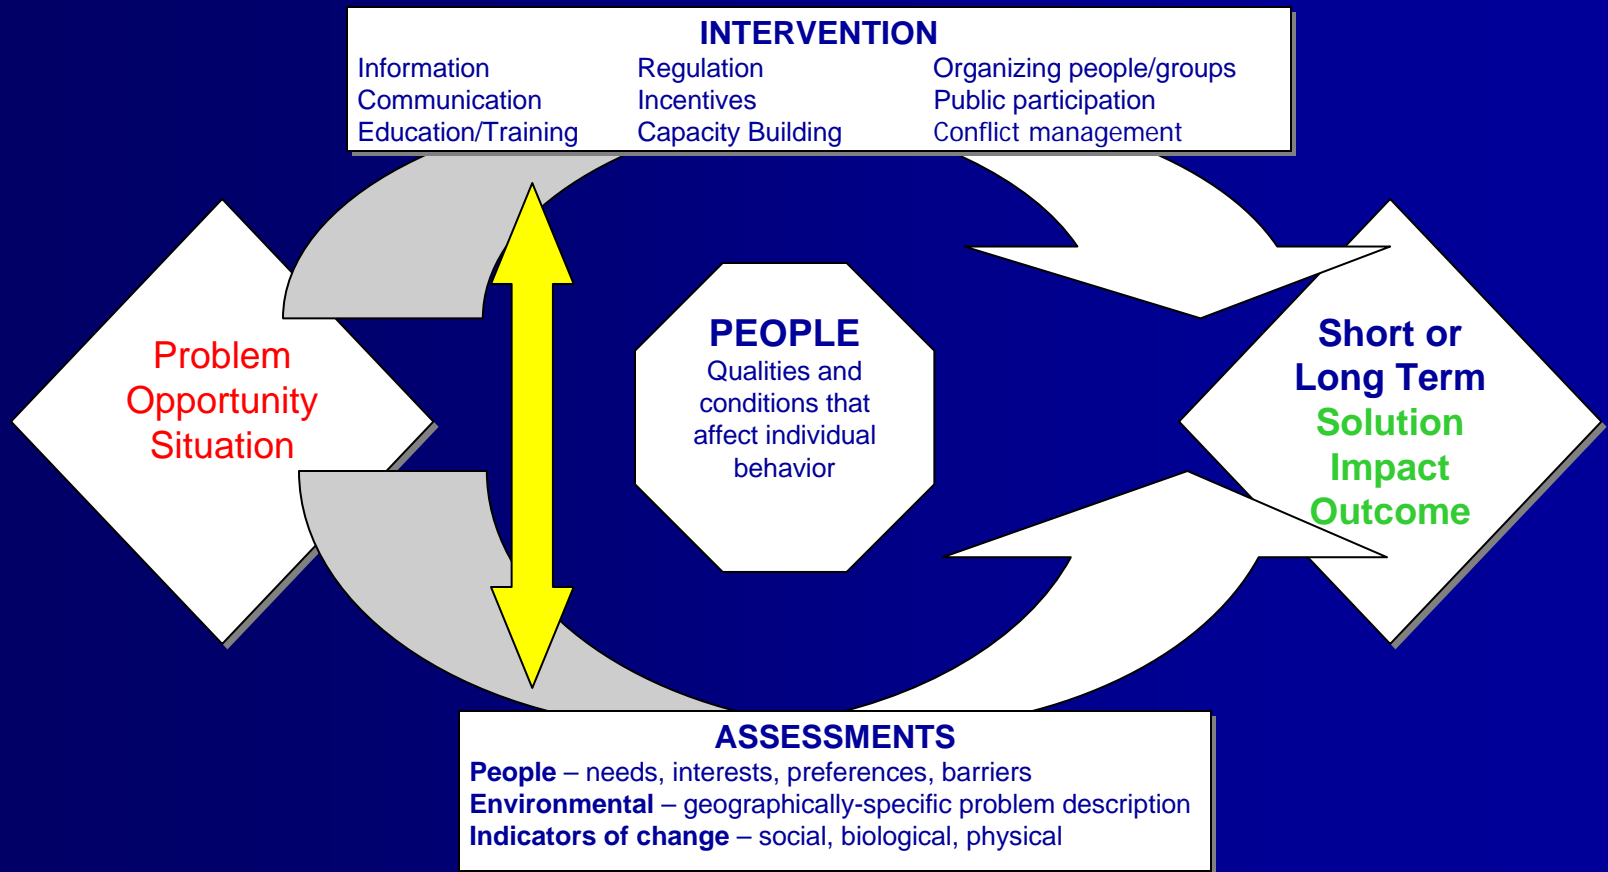 INTERVENTION
Information Regulation Organizing people/groups
Communication Incentives Public participation
Education/Training Capacity Building Conflict management
Problem
Opportunity
Situation
PEOPLE
Qualities and
conditions that
affect individual
behavior
Short or
Long Term
Solution
Impact
Outcome
ASSESSMENTS
People – needs, interests, preferences, barriers
Environmental – geographically-specific problem description
Indicators of change – social, biological, physical